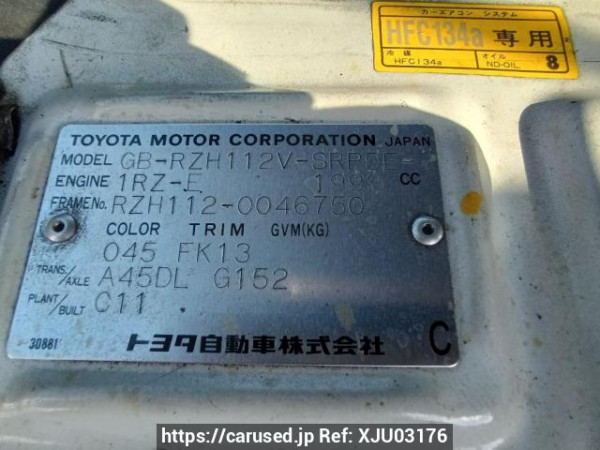 カーエアコン システム
HFC134a 専用
冷媒 オイル
HFC134a ND-OIL 8
TOYOTA MOTOR CORPORATION JAPAN
MODEL GB-RZH112V-SRPDE-
ENGINE 1RZ-E 1998 CC
FRAME No. RZH112-0046750
COLOR TRIM GVM(KG)
045 FK13
TRANS/AXLE A45DL G152
PLANT/BUILT C11
30881 トヨタ自動車株式会社 C
https://carused.jp Ref: XJU03176